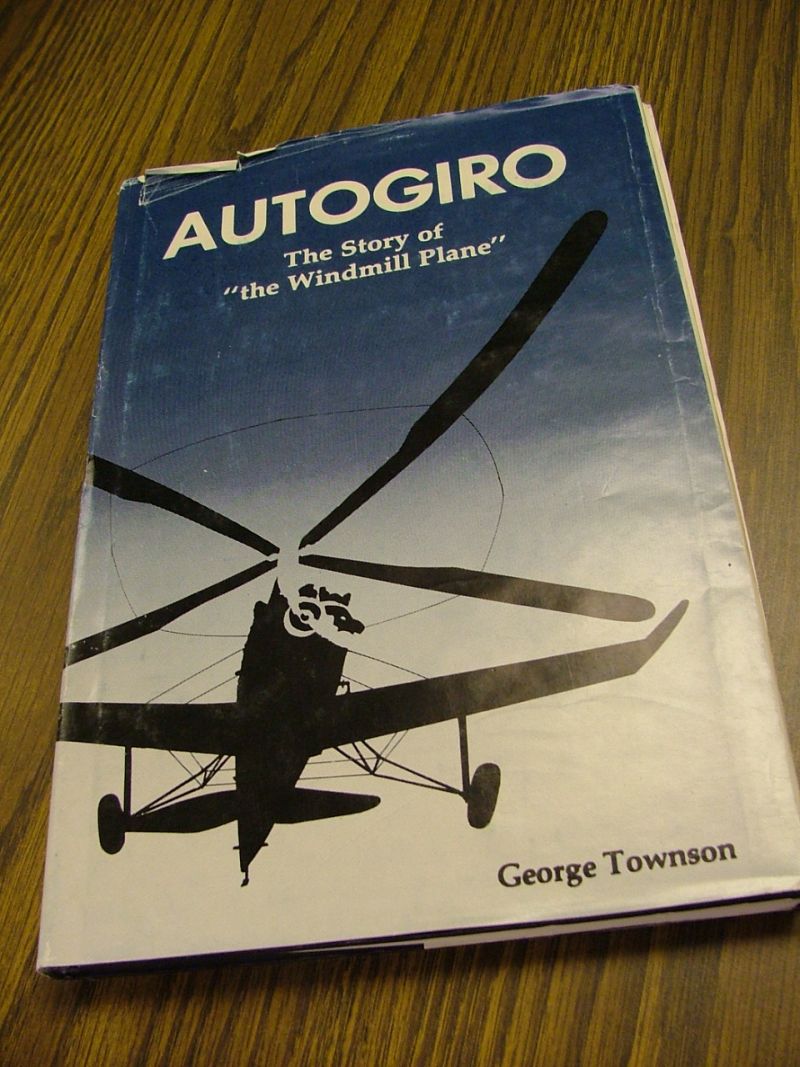 AUTOGIRO
The Story of
"the Windmill Plane"
George Townson